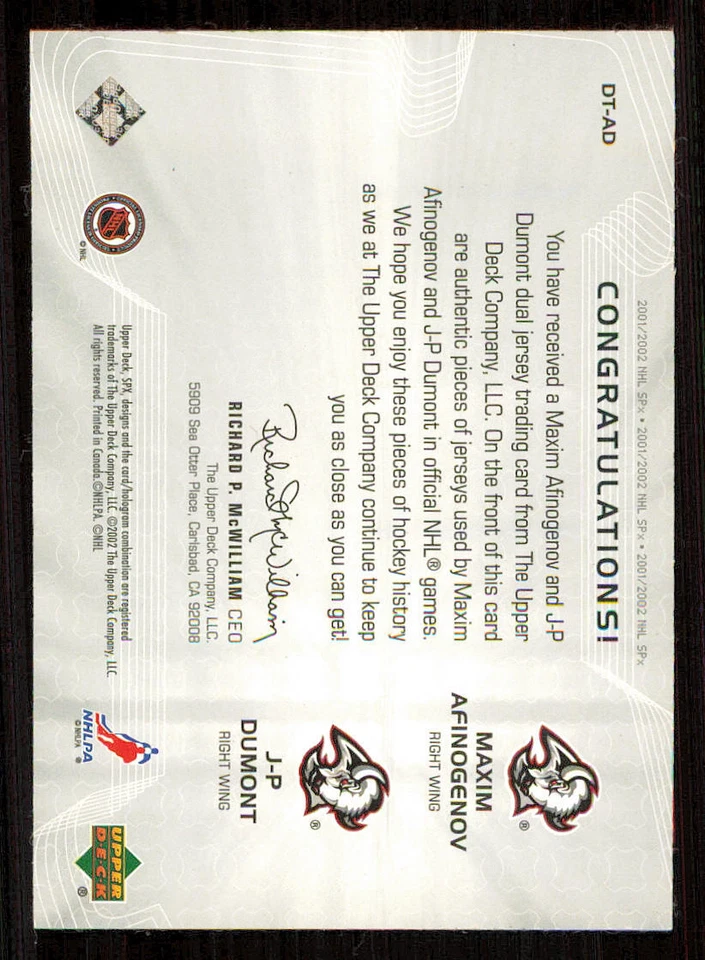 2001/2002 NHL SPx • 2001/2002 NHL SPx • 2001/2002 NHL SPx
DT-AD
CONGRATULATIONS!
You have received a Maxim Afinogenov and J-P
Dumont dual jersey trading card from The Upper
Deck Company, LLC. On the front of this card
are authentic pieces of jerseys used by Maxim
Afinogenov and J-P Dumont in official NHL® games.
We hope you enjoy these pieces of hockey history
as we at The Upper Deck Company continue to keep
you as close as you can get!
Richard P. McWilliam
RICHARD P. McWILLIAM CEO
The Upper Deck Company, LLC.
5909 Sea Otter Place, Carlsbad, CA 92008
®
MAXIM
AFINOGENOV
RIGHT WING
®
J-P
DUMONT
RIGHT WING
NHL
© NHL
Upper Deck, SPX, designs and the card/hologram combination are registered
trademarks of The Upper Deck Company, LLC. ©2002 The Upper Deck Company, LLC
All rights reserved. Printed in Canada. ©NHLPA. ©NHL
NHLPA
© NHLPA ®
UPPER
DECK
®